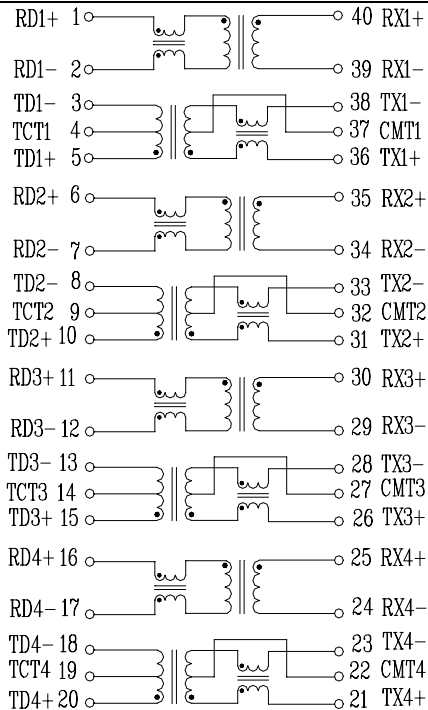 RD1+ 1 40 RX1+
RD1- 2 39 RX1-
TD1- 3 38 TX1-
TCT1 4 37 CMT1
TD1+ 5 36 TX1+
RD2+ 6 35 RX2+
RD2- 7 34 RX2-
TD2- 8 33 TX2-
TCT2 9 32 CMT2
TD2+ 10 31 TX2+
RD3+ 11 30 RX3+
RD3- 12 29 RX3-
TD3- 13 28 TX3-
TCT3 14 27 CMT3
TD3+ 15 26 TX3+
RD4+ 16 25 RX4+
RD4- 17 24 RX4-
TD4- 18 23 TX4-
TCT4 19 22 CMT4
TD4+ 20 21 TX4+